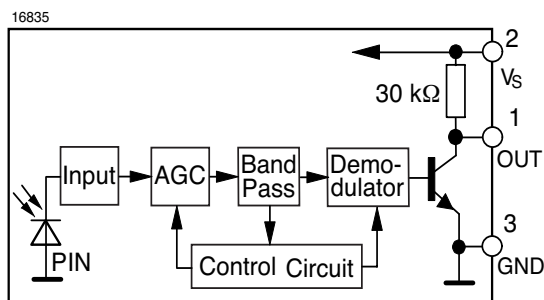 16835
2
VS
30 kΩ
1
OUT
Input
AGC
Band
Pass
Demo-
dulator
3
GND
PIN
Control Circuit